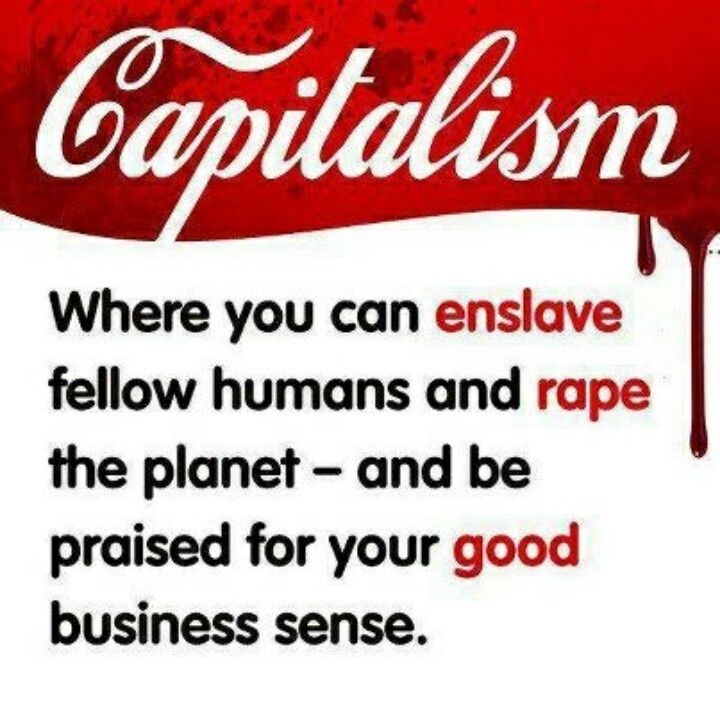 Capitalism
Where you can enslave
fellow humans and rape
the planet – and be
praised for your good
business sense.